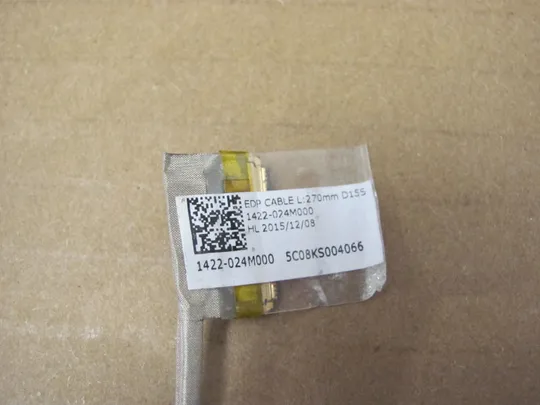 EDP CABLE L:270mm D15S
1422-024M000
HL 2015/12/08
1422-024M000 5C08KS004066